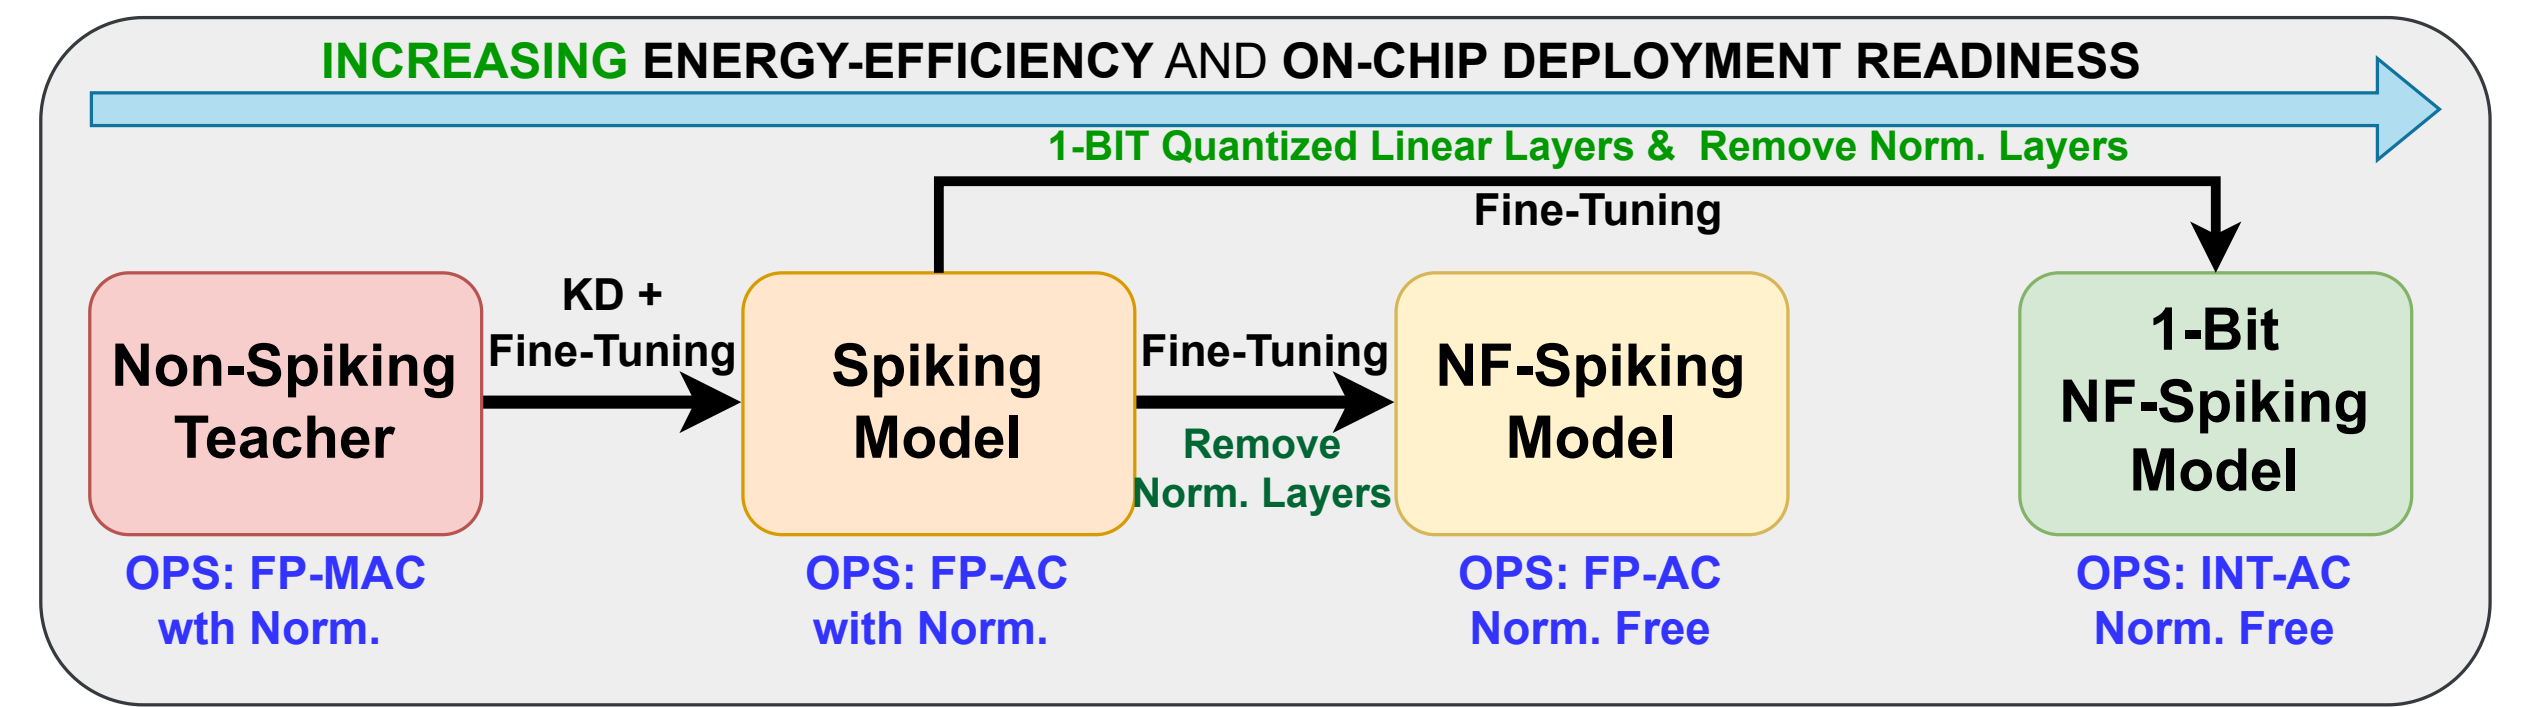 INCREASING ENERGY-EFFICIENCY AND ON-CHIP DEPLOYMENT READINESS
1-BIT Quantized Linear Layers & Remove Norm. Layers
Fine-Tuning
Non-Spiking
Teacher
OPS: FP-MAC
wth Norm.
KD +
Fine-Tuning
Spiking
Model
OPS: FP-AC
with Norm.
Fine-Tuning
Remove
Norm. Layers
NF-Spiking
Model
OPS: FP-AC
Norm. Free
1-Bit
NF-Spiking
Model
OPS: INT-AC
Norm. Free